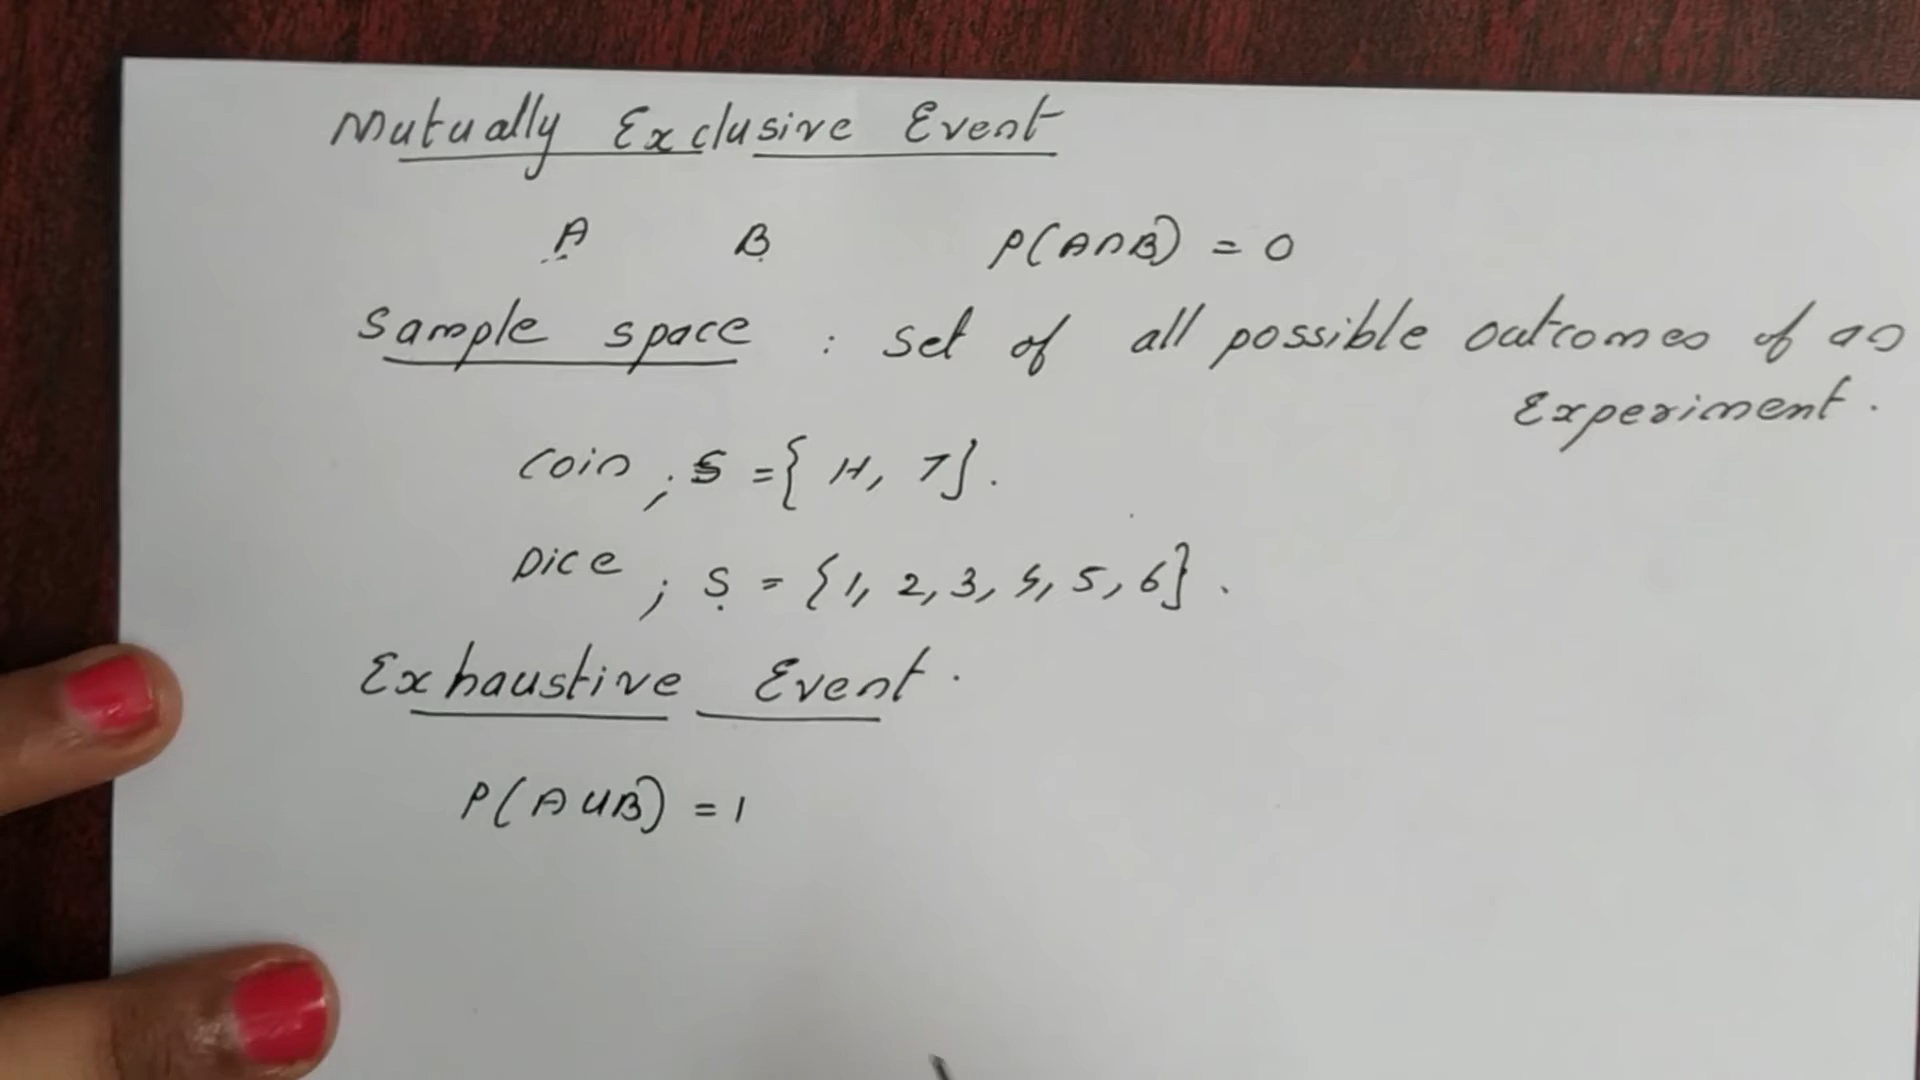 Mutually Exclusive Event
A B P(A∩B) = 0
Sample space : set of all possible outcomes of an
Experiment.
coin ; S = { H, T}.
Dice ; S = {1, 2, 3, 4, 5, 6}.
Exhaustive Event.
P(A∪B) = 1